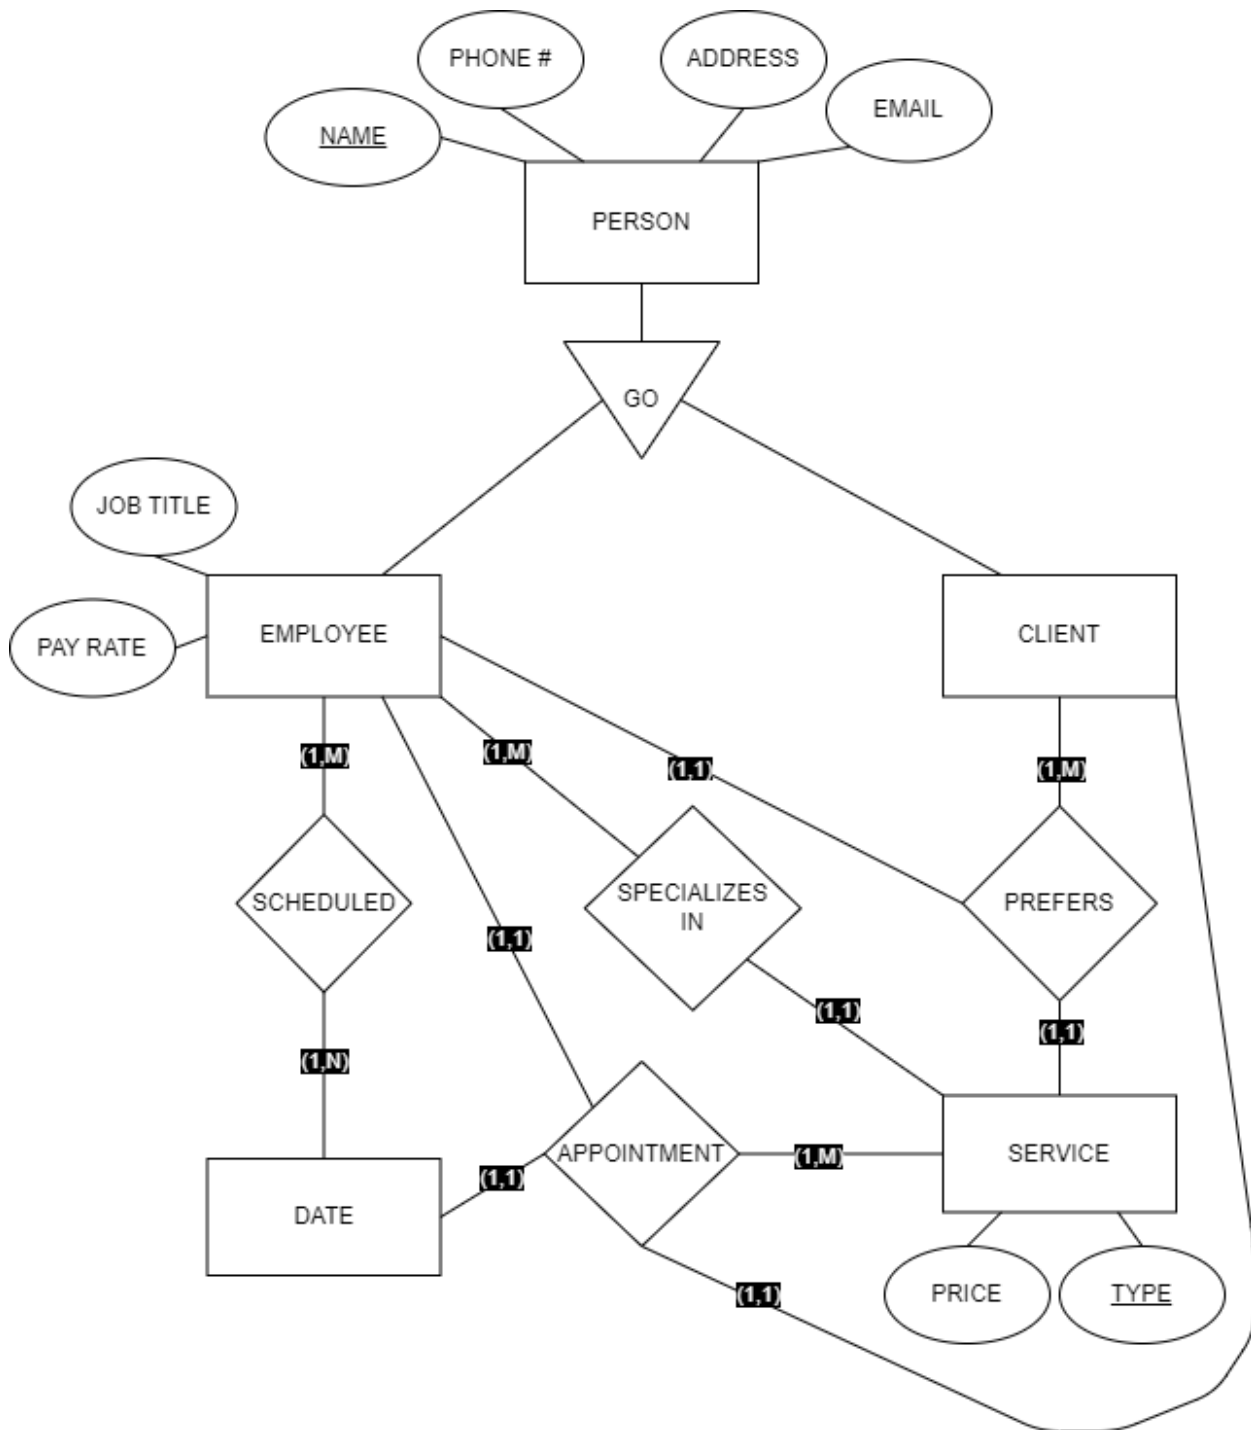 PHONE #
ADDRESS
EMAIL
NAME
PERSON
GO
JOB TITLE
EMPLOYEE
CLIENT
PAY RATE
(1,M)
(1,M)
(1,1)
(1,M)
SCHEDULED
SPECIALIZES
IN
PREFERS
(1,1)
(1,1)
(1,1)
(1,N)
APPOINTMENT
(1,M)
SERVICE
(1,1)
DATE
(1,1)
PRICE
TYPE